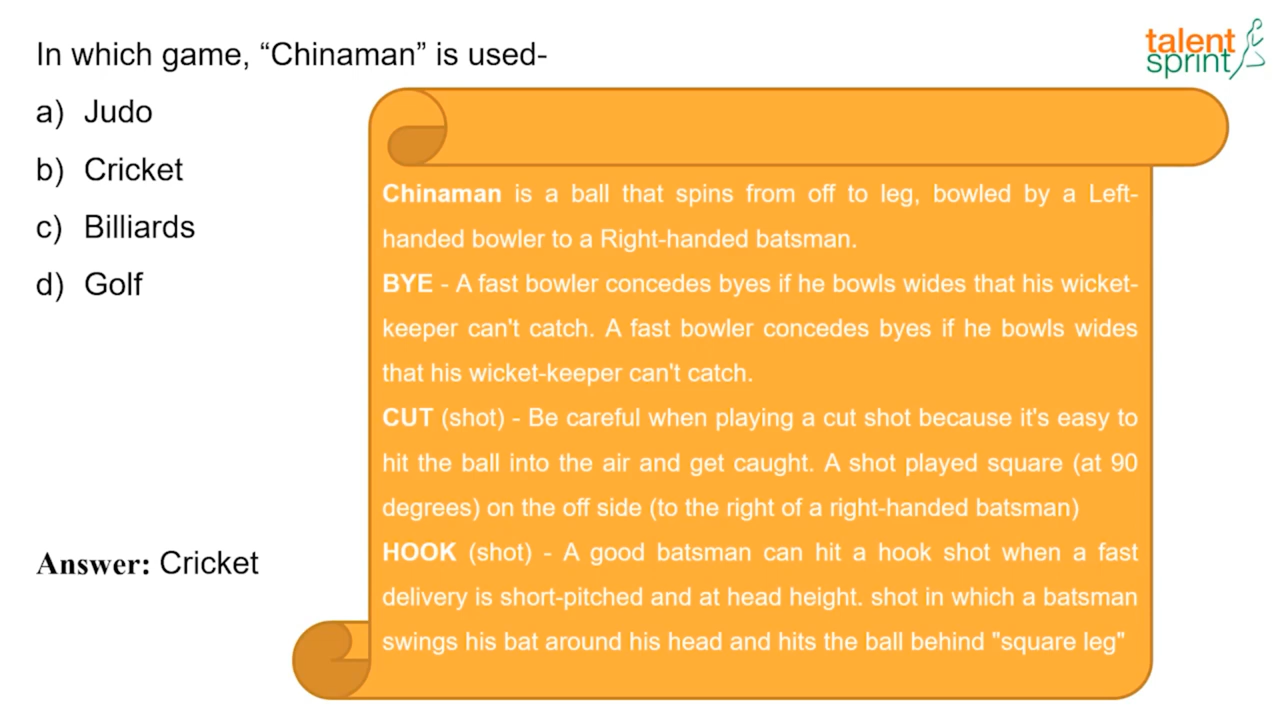 In which game, “Chinaman” is used-
talent
sprint
a) Judo
b) Cricket
c) Billiards
d) Golf
Chinaman is a ball that spins from off to leg, bowled by a Left-
handed bowler to a Right-handed batsman.
BYE - A fast bowler concedes byes if he bowls wides that his wicket-
keeper can't catch. A fast bowler concedes byes if he bowls wides
that his wicket-keeper can't catch.
CUT (shot) - Be careful when playing a cut shot because it's easy to
hit the ball into the air and get caught. A shot played square (at 90
degrees) on the off side (to the right of a right-handed batsman)
HOOK (shot) - A good batsman can hit a hook shot when a fast
delivery is short-pitched and at head height. shot in which a batsman
swings his bat around his head and hits the ball behind "square leg"
Answer: Cricket